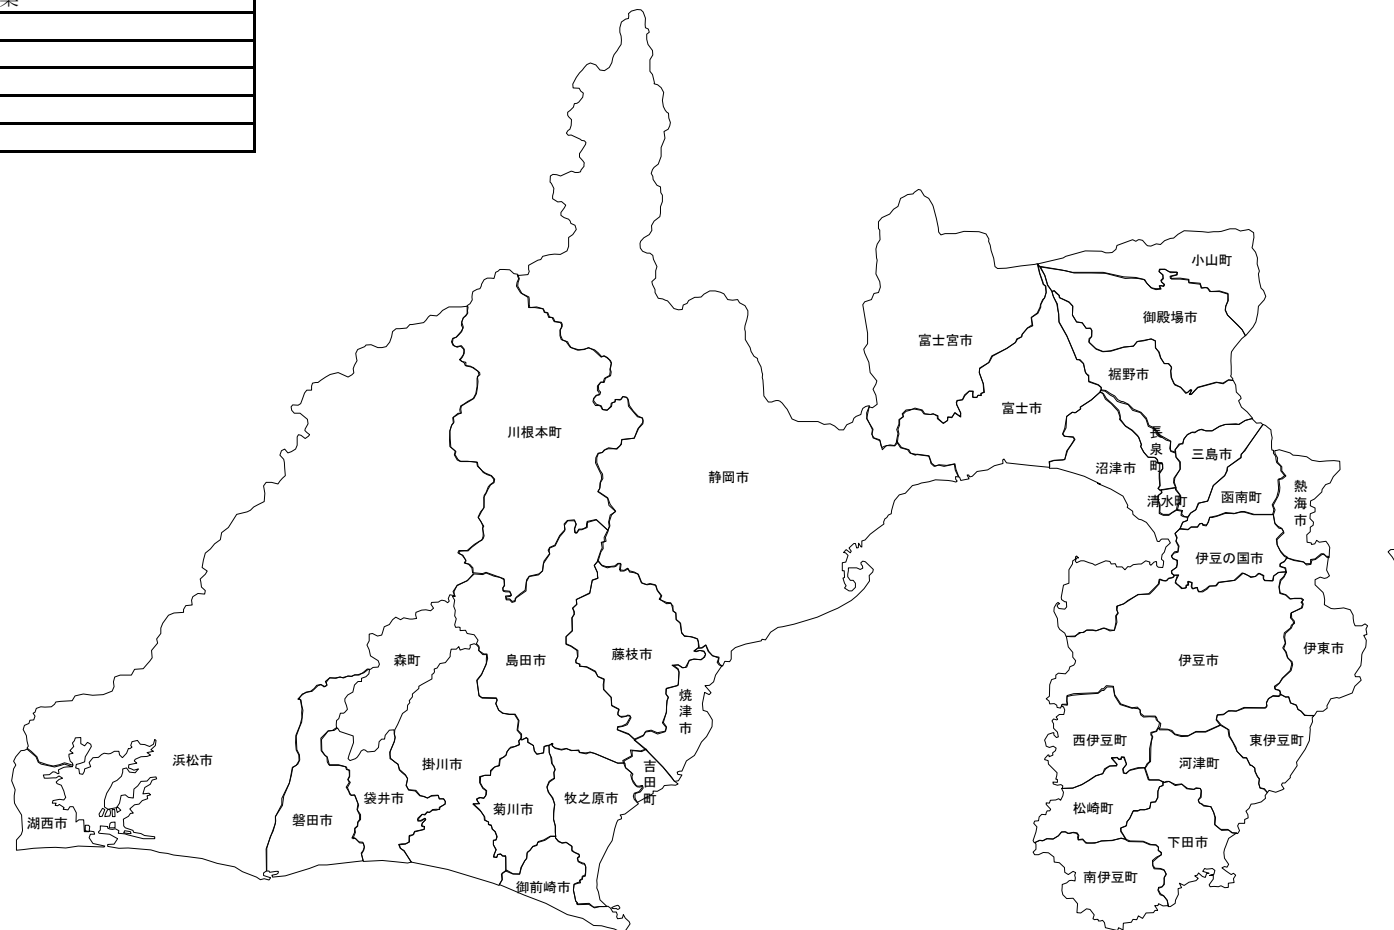 小山町
御殿場市
富士宮市
裾野市
富士市
川根本町
長泉町
三島市
沼津市
静岡市
函南町
清水町
熱海市
伊豆の国市
伊東市
藤枝市
島田市
森町
伊豆市
焼津市
西伊豆町
東伊豆町
浜松市
掛川市
河津町
吉田町
袋井市
牧之原市
菊川市
松崎町
磐田市
湖西市
下田市
南伊豆町
御前崎市